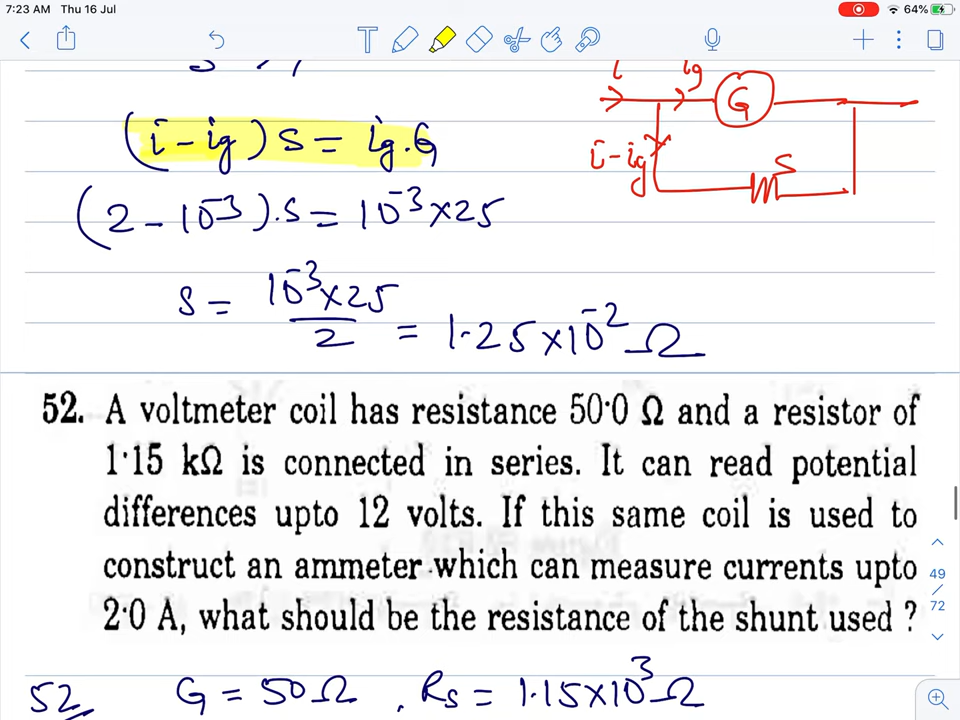 7:23 AM Thu 16 Jul
64%
T
i ig
G
(i - ig) S = ig.G
i - ig
S
(2 - 10⁻³).S = 10⁻³ × 25
S = 10⁻³ × 25 / 2 = 1.25 × 10⁻² Ω
52. A voltmeter coil has resistance 50·0 Ω and a resistor of
1·15 kΩ is connected in series. It can read potential
differences upto 12 volts. If this same coil is used to
construct an ammeter which can measure currents upto
2·0 A, what should be the resistance of the shunt used ?
49
/
72
52 G = 50 Ω , Rs = 1.15 × 10³ Ω